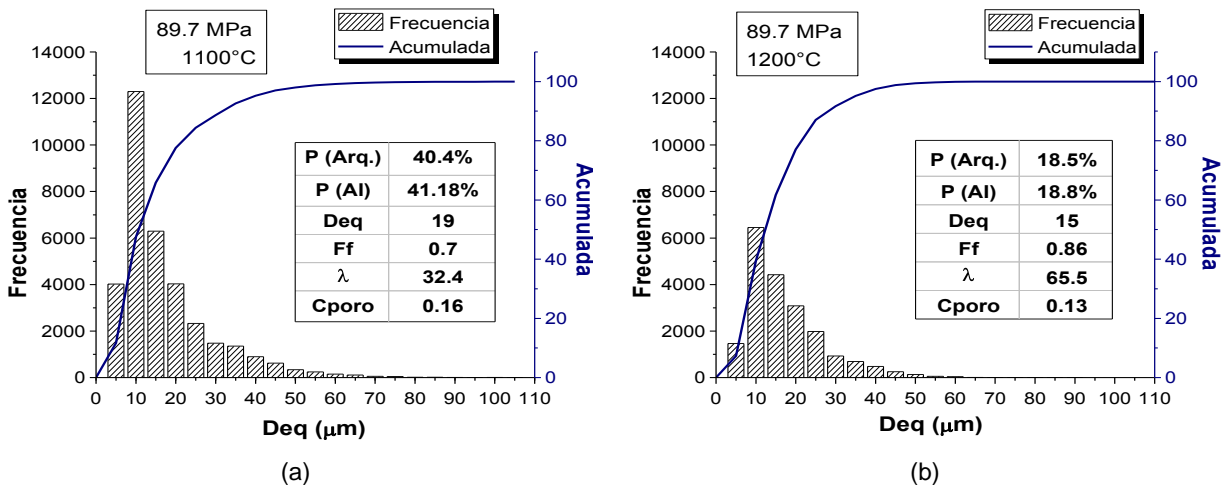 89.7 MPa
1100°C
Frecuencia
Acumulada
14000
12000
10000
8000
6000
4000
2000
0
Frecuencia
100
80
60
40
20
0
Acumulada
P (Arq.) 40.4%
P (AI) 41.18%
Deq 19
Ff 0.7
λ 32.4
Cporo 0.16
0 10 20 30 40 50 60 70 80 90 100 110
Deq (μm)
(a)
89.7 MPa
1200°C
Frecuencia
Acumulada
14000
12000
10000
8000
6000
4000
2000
0
Frecuencia
100
80
60
40
20
0
Acumulada
P (Arq.) 18.5%
P (AI) 18.8%
Deq 15
Ff 0.86
λ 65.5
Cporo 0.13
0 10 20 30 40 50 60 70 80 90 100 110
Deq (μm)
(b)